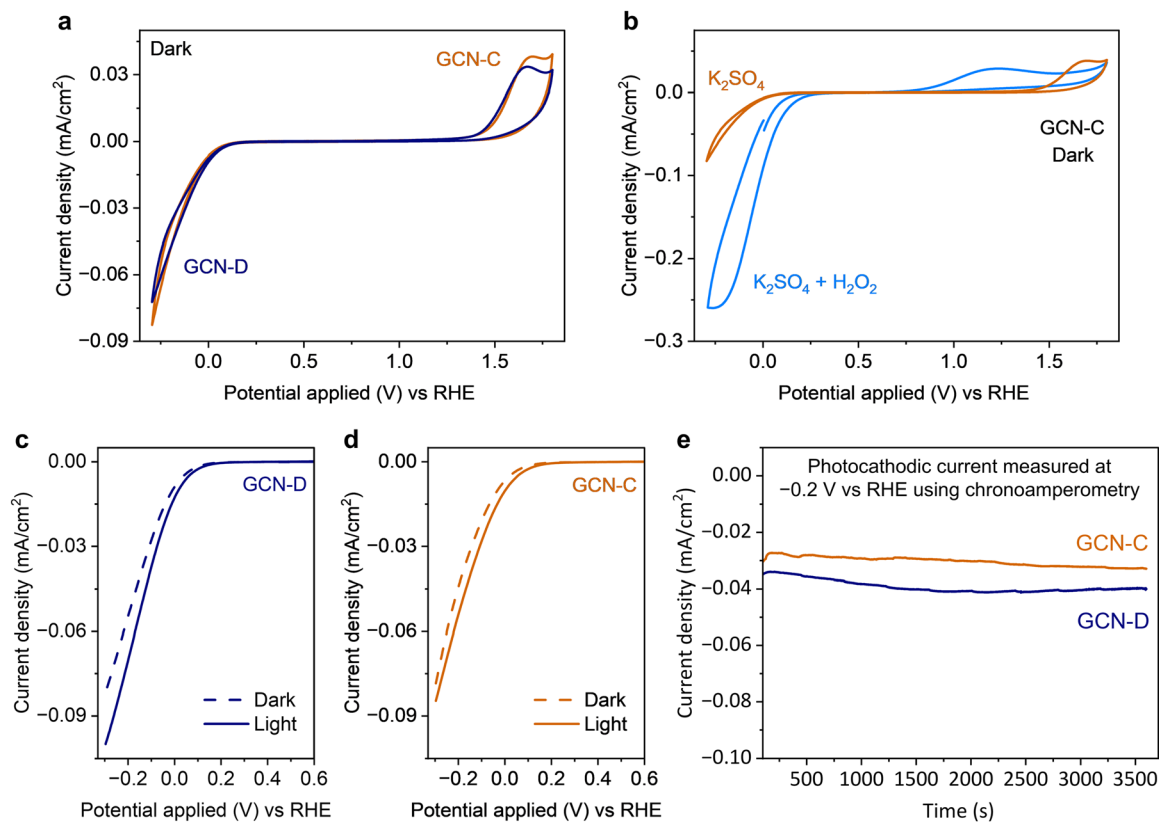 a
Dark
GCN-C
GCN-D
0.03
0.00
−0.03
−0.06
−0.09
Current density (mA/cm²)
0.0
0.5
1.0
1.5
Potential applied (V) vs RHE
b
K₂SO₄
GCN-C
Dark
K₂SO₄ + H₂O₂
0.0
−0.1
−0.2
−0.3
Current density (mA/cm²)
0.0
0.5
1.0
1.5
Potential applied (V) vs RHE
c
GCN-D
Dark
Light
0.00
−0.03
−0.06
−0.09
Current density (mA/cm²)
−0.2
0.0
0.2
0.4
0.6
Potential applied (V) vs RHE
d
GCN-C
Dark
Light
0.00
−0.03
−0.06
−0.09
Current density (mA/cm²)
−0.2
0.0
0.2
0.4
0.6
Potential applied (V) vs RHE
e
Photocathodic current measured at
−0.2 V vs RHE using chronoamperometry
GCN-C
GCN-D
0.00
−0.02
−0.04
−0.06
−0.08
−0.10
Current density (mA/cm²)
500
1000
1500
2000
2500
3000
3500
Time (s)